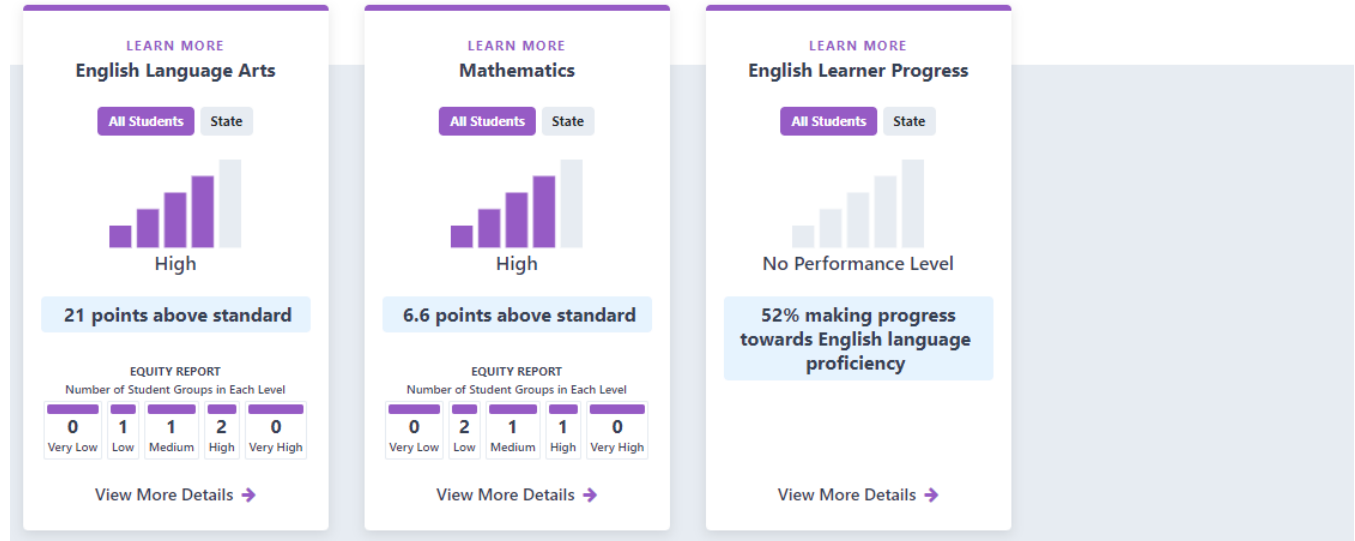 LEARN MORE
English Language Arts
All Students State
High
21 points above standard
EQUITY REPORT
Number of Student Groups in Each Level
0 1 1 2 0
Very Low Low Medium High Very High
View More Details →
LEARN MORE
Mathematics
All Students State
High
6.6 points above standard
EQUITY REPORT
Number of Student Groups in Each Level
0 2 1 1 0
Very Low Low Medium High Very High
View More Details →
LEARN MORE
English Learner Progress
All Students State
No Performance Level
52% making progress
towards English language
proficiency
View More Details →